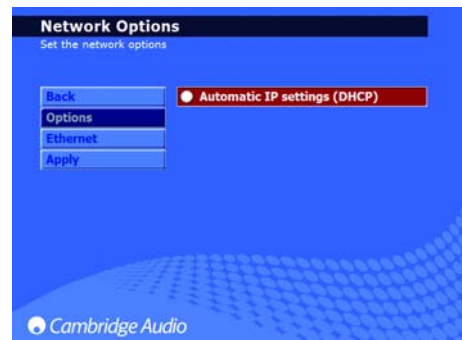 Network Options
Set the network options
Back
Automatic IP settings (DHCP)
Options
Ethernet
Apply
Cambridge Audio